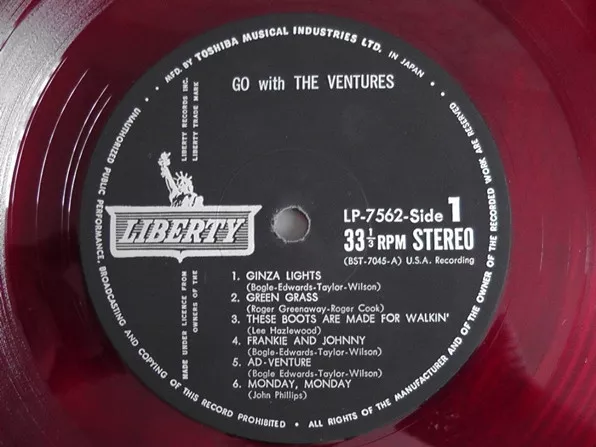 • MFD. BY TOSHIBA MUSICAL INDUSTRIES LTD. IN JAPAN •
GO with THE VENTURES
LIBERTY RECORDS INC.
LIBERTY TRADE MARK
LIBERTY
MADE UNDER LICENCE FROM
OWNERS OF THE
LP-7562-Side 1
33 1/3 RPM STEREO
(BST-7045-A) U.S.A. Recording
1. GINZA LIGHTS
(Bogle-Edwards-Taylor-Wilson)
2. GREEN GRASS
(Roger Greenaway-Roger Cook)
3. THESE BOOTS ARE MADE FOR WALKIN'
(Lee Hazlewood)
4. FRANKIE AND JOHNNY
(Bogle-Edwards-Taylor-Wilson)
5. AD-VENTURE
(Bogle Edwards-Taylor-Wilson)
6. MONDAY, MONDAY
(John Phillips)
UNAUTHORIZED PUBLIC PERFORMANCE, BROADCASTING AND COPYING OF THIS RECORD PROHIBITED • ALL RIGHTS OF THE MANUFACTURER AND OF THE OWNER OF THE RECORDED WORK ARE RESERVED